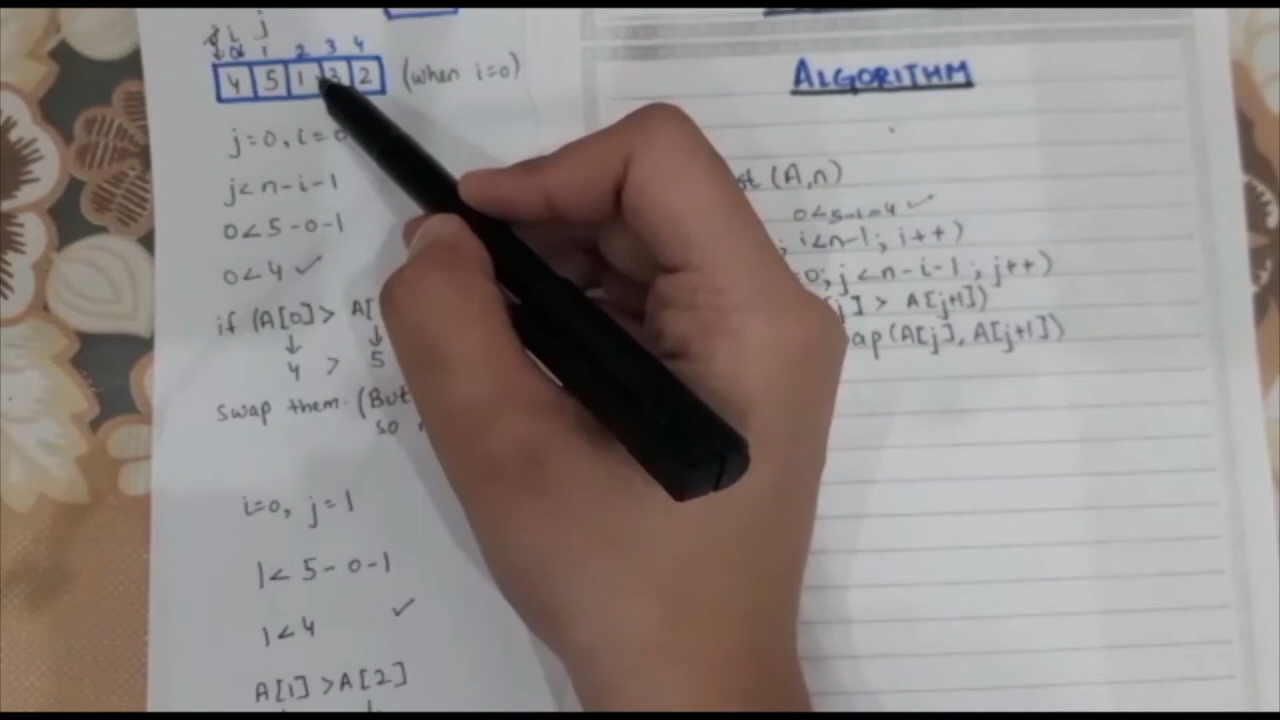 i j
0 1 2 3 4
4 5 1 3 2 (when i=0)
j=0, i=0
j<n-i-1
0<5-0-1
0<4 ✓
if (A[0]> A[
↓ ↓
4 > 5
swap them. (But
so
i=0, j=1
1<5-0-1
1<4 ✓
A[1]>A[2]
ALGORITHM
(A,n)
0<5-1=4 ✓
; i<n-1; i++)
0; j<n-i-1; j++)
j] > A[j+1])
ap(A[j], A[j+1])